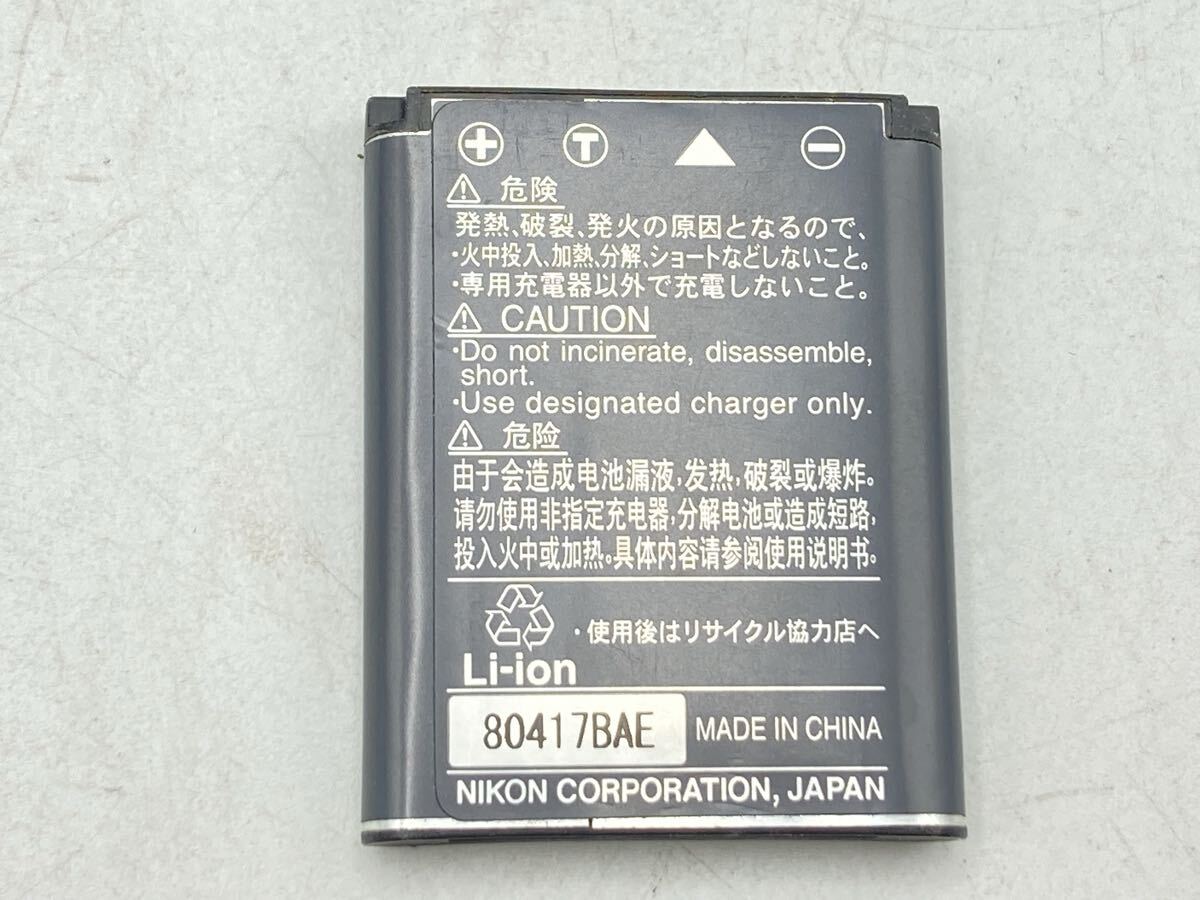 + T −
危険
発熱、破裂、発火の原因となるので、
・火中投入、加熱、分解、ショートなどしないこと。
・専用充電器以外で充電しないこと。
CAUTION
・Do not incinerate, disassemble,
short.
・Use designated charger only.
危险
由于会造成电池漏液,发热,破裂或爆炸。
请勿使用非指定充电器,分解电池或造成短路,
投入火中或加热。具体内容请参阅使用说明书。
・使用後はリサイクル協力店へ
Li-ion
80417BAE MADE IN CHINA
NIKON CORPORATION, JAPAN